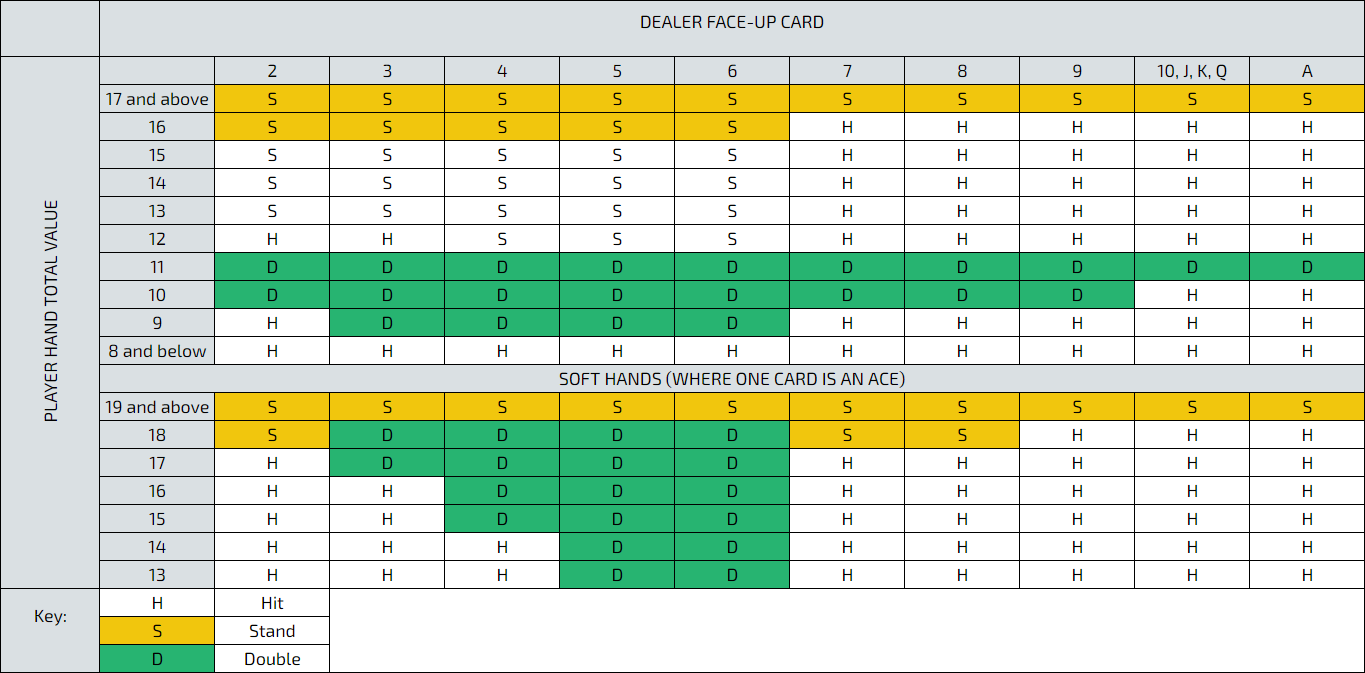 DEALER FACE-UP CARD
2 3 4 5 6 7 8 9 10, J, K, Q A
PLAYER HAND TOTAL VALUE
17 and above S S S S S S S S S S
16 S S S S S H H H H H
15 S S S S S H H H H H
14 S S S S S H H H H H
13 S S S S S H H H H H
12 H H S S S H H H H H
11 D D D D D D D D D D
10 D D D D D D D D H H
9 H D D D D H H H H H
8 and below H H H H H H H H H H
SOFT HANDS (WHERE ONE CARD IS AN ACE)
19 and above S S S S S S S S S S
18 S D D D D S S H H H
17 H D D D D H H H H H
16 H H D D D H H H H H
15 H H D D D H H H H H
14 H H H D D H H H H H
13 H H H D D H H H H H
Key:
H Hit
S Stand
D Double